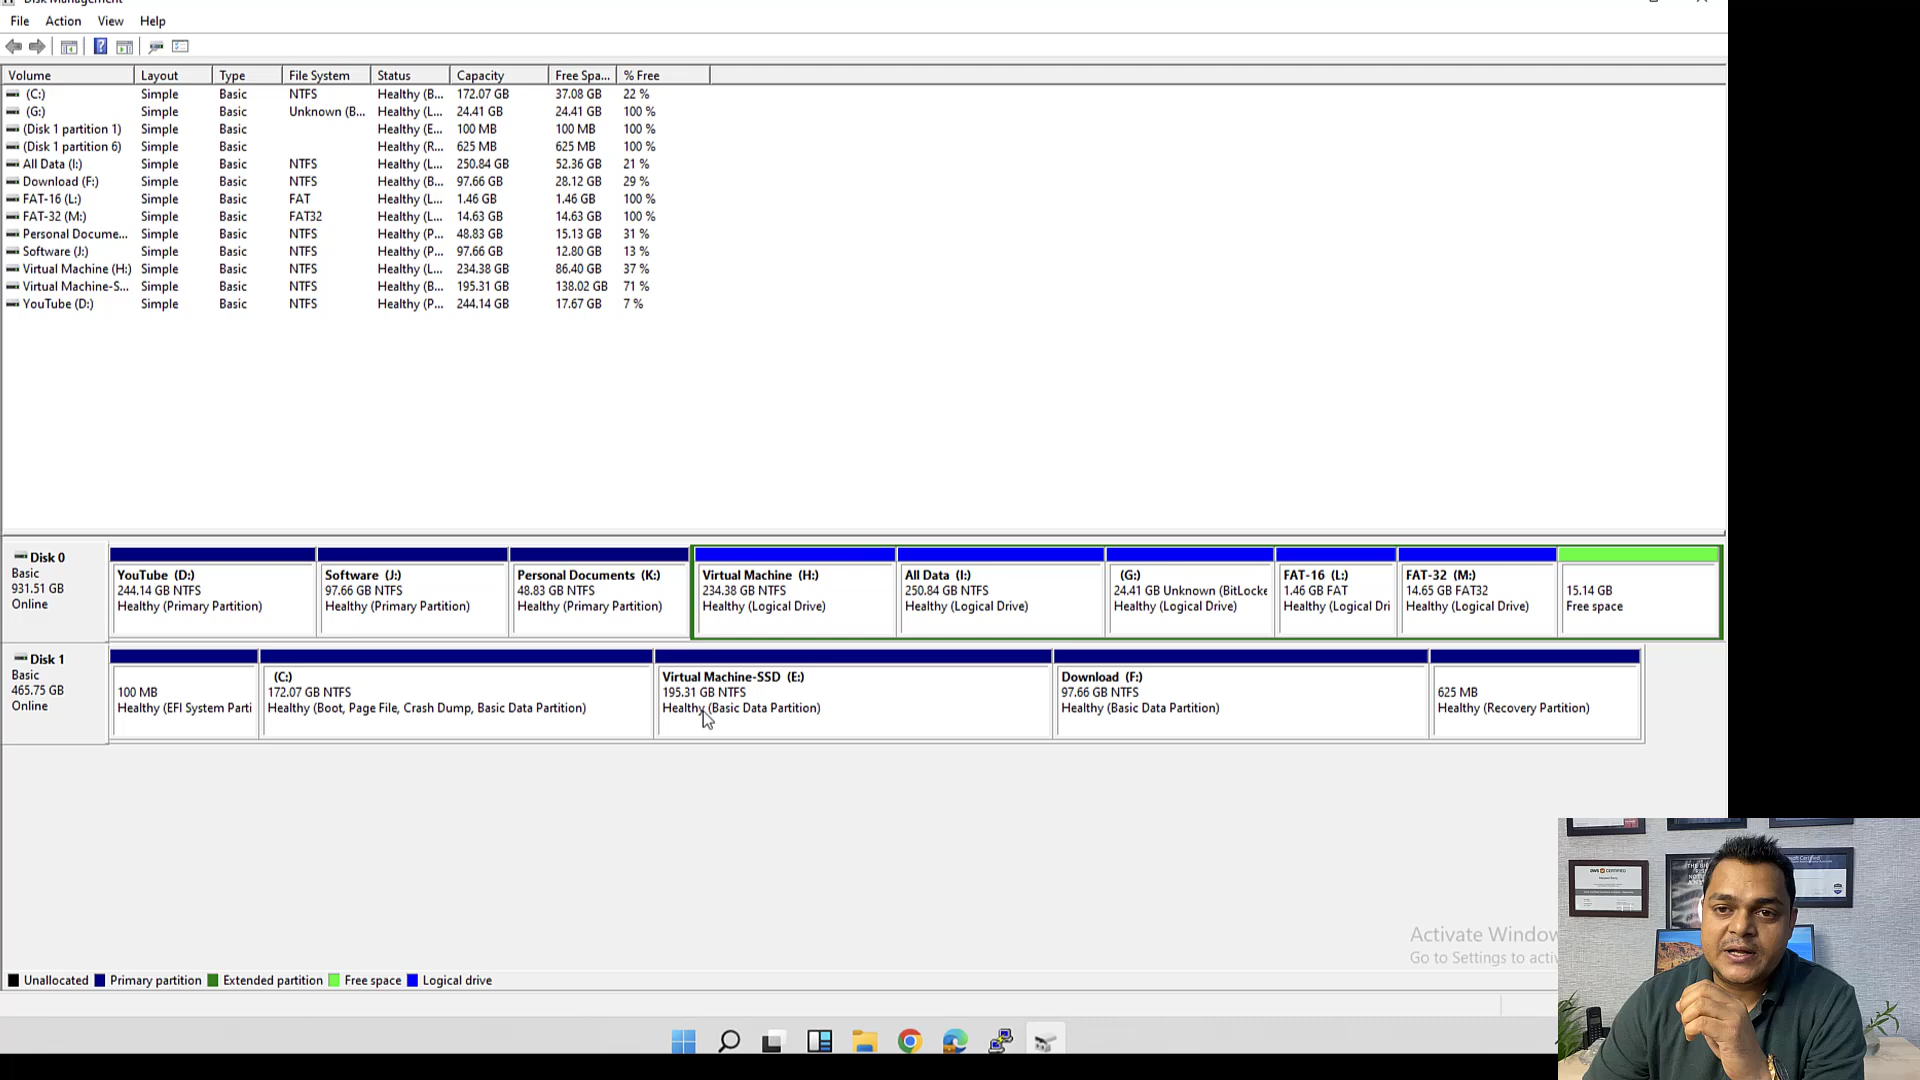 Disk Management
File Action View Help
Volume Layout Type File System Status Capacity Free Spa... % Free
(C:) Simple Basic NTFS Healthy (B... 172.07 GB 37.08 GB 22 %
(G:) Simple Basic Unknown (B... Healthy (L... 24.41 GB 24.41 GB 100 %
(Disk 1 partition 1) Simple Basic Healthy (E... 100 MB 100 MB 100 %
(Disk 1 partition 6) Simple Basic Healthy (R... 625 MB 625 MB 100 %
All Data (I:) Simple Basic NTFS Healthy (L... 250.84 GB 52.36 GB 21 %
Download (F:) Simple Basic NTFS Healthy (B... 97.66 GB 28.12 GB 29 %
FAT-16 (L:) Simple Basic FAT Healthy (L... 1.46 GB 1.46 GB 100 %
FAT-32 (M:) Simple Basic FAT32 Healthy (L... 14.63 GB 14.63 GB 100 %
Personal Docume... Simple Basic NTFS Healthy (P... 48.83 GB 15.13 GB 31 %
Software (J:) Simple Basic NTFS Healthy (P... 97.66 GB 12.80 GB 13 %
Virtual Machine (H:) Simple Basic NTFS Healthy (L... 234.38 GB 86.40 GB 37 %
Virtual Machine-S... Simple Basic NTFS Healthy (B... 195.31 GB 138.02 GB 71 %
YouTube (D:) Simple Basic NTFS Healthy (P... 244.14 GB 17.67 GB 7 %
Disk 0
Basic
931.51 GB
Online
YouTube (D:)
244.14 GB NTFS
Healthy (Primary Partition)
Software (J:)
97.66 GB NTFS
Healthy (Primary Partition)
Personal Documents (K:)
48.83 GB NTFS
Healthy (Primary Partition)
Virtual Machine (H:)
234.38 GB NTFS
Healthy (Logical Drive)
All Data (I:)
250.84 GB NTFS
Healthy (Logical Drive)
(G:)
24.41 GB Unknown (BitLocke
Healthy (Logical Drive)
FAT-16 (L:)
1.46 GB FAT
Healthy (Logical Dri
FAT-32 (M:)
14.65 GB FAT32
Healthy (Logical Drive)
15.14 GB
Free space
Disk 1
Basic
465.75 GB
Online
100 MB
Healthy (EFI System Parti
(C:)
172.07 GB NTFS
Healthy (Boot, Page File, Crash Dump, Basic Data Partition)
Virtual Machine-SSD (E:)
195.31 GB NTFS
Healthy (Basic Data Partition)
Download (F:)
97.66 GB NTFS
Healthy (Basic Data Partition)
625 MB
Healthy (Recovery Partition)
Activate Window
Go to Settings to acti
Unallocated Primary partition Extended partition Free space Logical drive